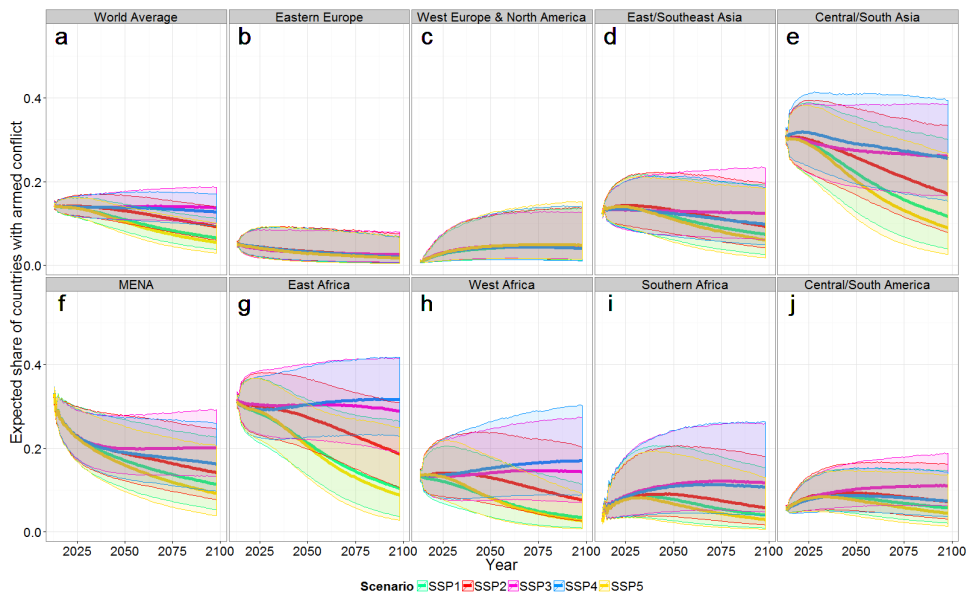 World Average
Eastern Europe
West Europe & North America
East/Southeast Asia
Central/South Asia
a
b
c
d
e
0.4
0.2
0.0
Expected share of countries with armed conflict
MENA
East Africa
West Africa
Southern Africa
Central/South America
f
g
h
i
j
0.4
0.2
0.0
2025 2050 2075 2100
2025 2050 2075 2100
2025 2050 2075 2100
2025 2050 2075 2100
2025 2050 2075 2100
Year
Scenario SSP1 SSP2 SSP3 SSP4 SSP5